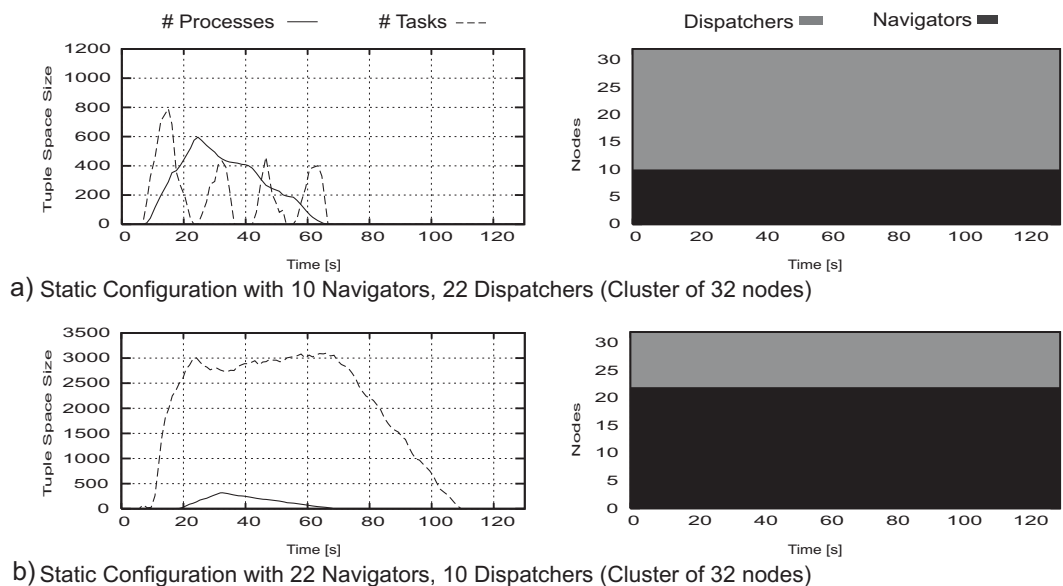 # Processes # Tasks Dispatchers Navigators
1200
1000
800
600
400
200
0
Tuple Space Size
0 20 40 60 80 100 120
Time [s]
30
25
20
15
10
5
0
Nodes
0 20 40 60 80 100 120
Time [s]
a) Static Configuration with 10 Navigators, 22 Dispatchers (Cluster of 32 nodes)
3500
3000
2500
2000
1500
1000
500
0
Tuple Space Size
0 20 40 60 80 100 120
Time [s]
30
25
20
15
10
5
0
Nodes
0 20 40 60 80 100 120
Time [s]
b) Static Configuration with 22 Navigators, 10 Dispatchers (Cluster of 32 nodes)